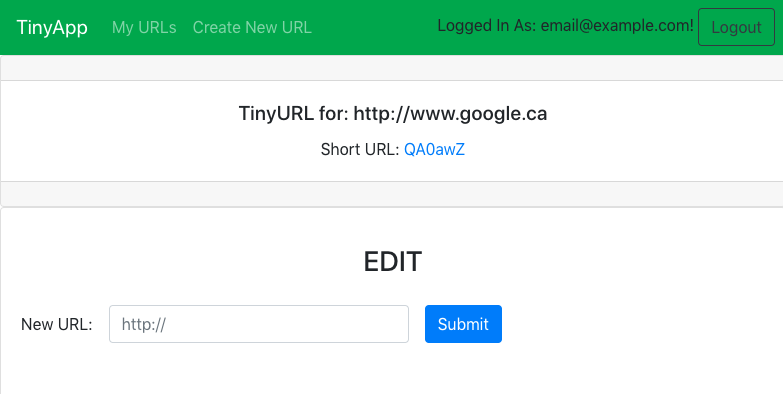 TinyApp My URLs Create New URL Logged In As: email@example.com! Logout
TinyURL for: http://www.google.ca
Short URL: QA0awZ
EDIT
New URL: http:// Submit